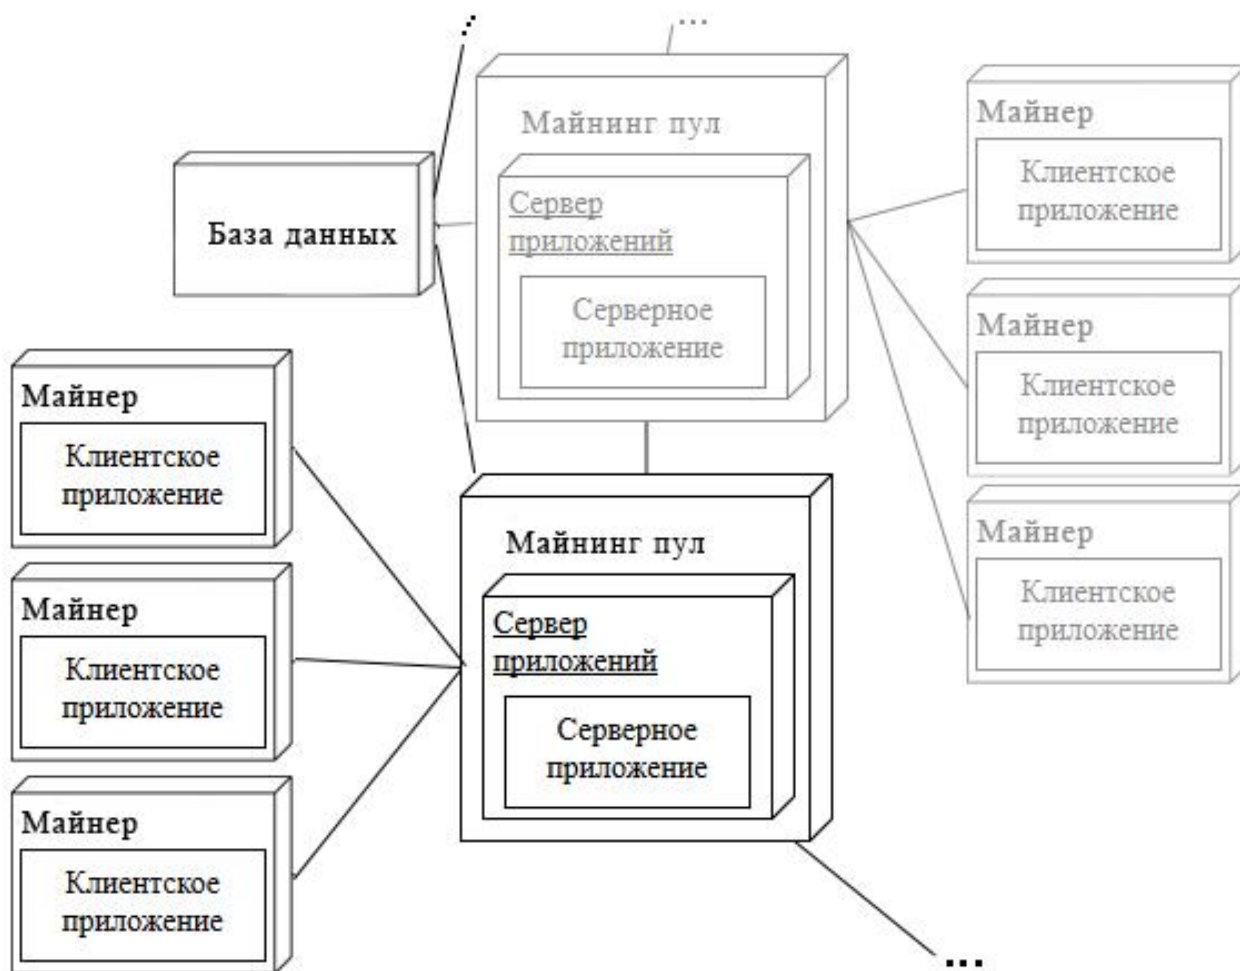 ...
...
Майнинг пул
Сервер
приложений
Серверное
приложение
База данных
Майнер
Клиентское
приложение
Майнер
Клиентское
приложение
Майнер
Клиентское
приложение
Майнер
Клиентское
приложение
Майнер
Клиентское
приложение
Майнер
Клиентское
приложение
Майнинг пул
Сервер
приложений
Серверное
приложение
...